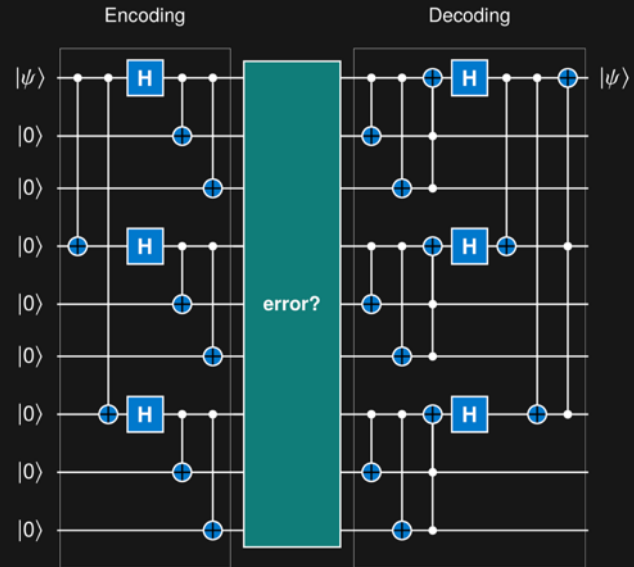 Encoding Decoding
|ψ⟩ H H |ψ⟩
|0⟩
|0⟩
|0⟩ H H
|0⟩ error?
|0⟩
|0⟩ H H
|0⟩
|0⟩